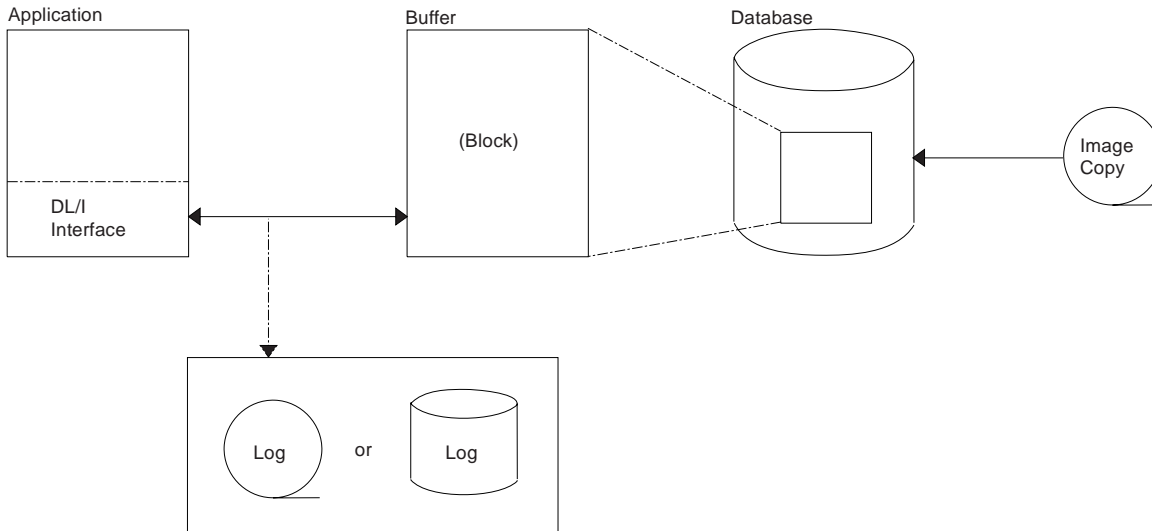 Application
Buffer
Database
(Block)
Image
Copy
DL/I
Interface
Log
or
Log